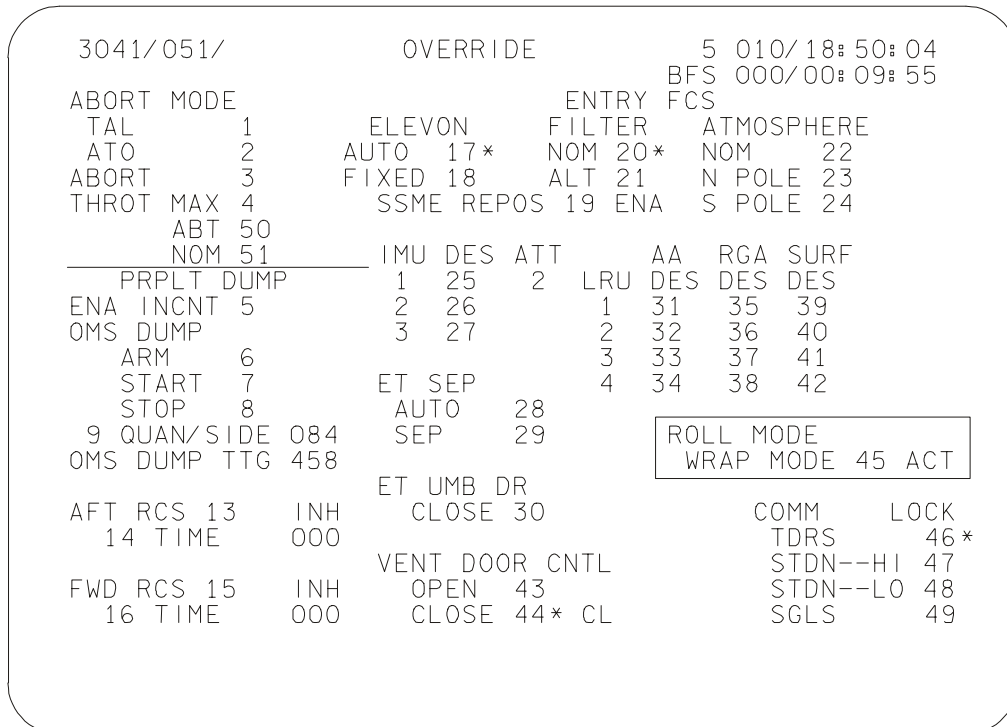 3041/051/ OVERRIDE 5 010/18:50:04
BFS 000/00:09:55
ABORT MODE ENTRY FCS
TAL 1 ELEVON FILTER ATMOSPHERE
ATO 2 AUTO 17* NOM 20* NOM 22
ABORT 3 FIXED 18 ALT 21 N POLE 23
THROT MAX 4 SSME REPOS 19 ENA S POLE 24
ABT 50
NOM 51 IMU DES ATT AA RGA SURF
PRPLT DUMP 1 25 2 LRU DES DES DES
ENA INCNT 5 2 26 1 31 35 39
OMS DUMP 3 27 2 32 36 40
ARM 6 3 33 37 41
START 7 ET SEP 4 34 38 42
STOP 8 AUTO 28
9 QUAN/SIDE 084 SEP 29 ROLL MODE
OMS DUMP TTG 458 WRAP MODE 45 ACT
ET UMB DR
AFT RCS 13 INH CLOSE 30 COMM LOCK
14 TIME 000 TDRS 46*
VENT DOOR CNTL STDN--HI 47
FWD RCS 15 INH OPEN 43 STDN--LO 48
16 TIME 000 CLOSE 44* CL SGLS 49